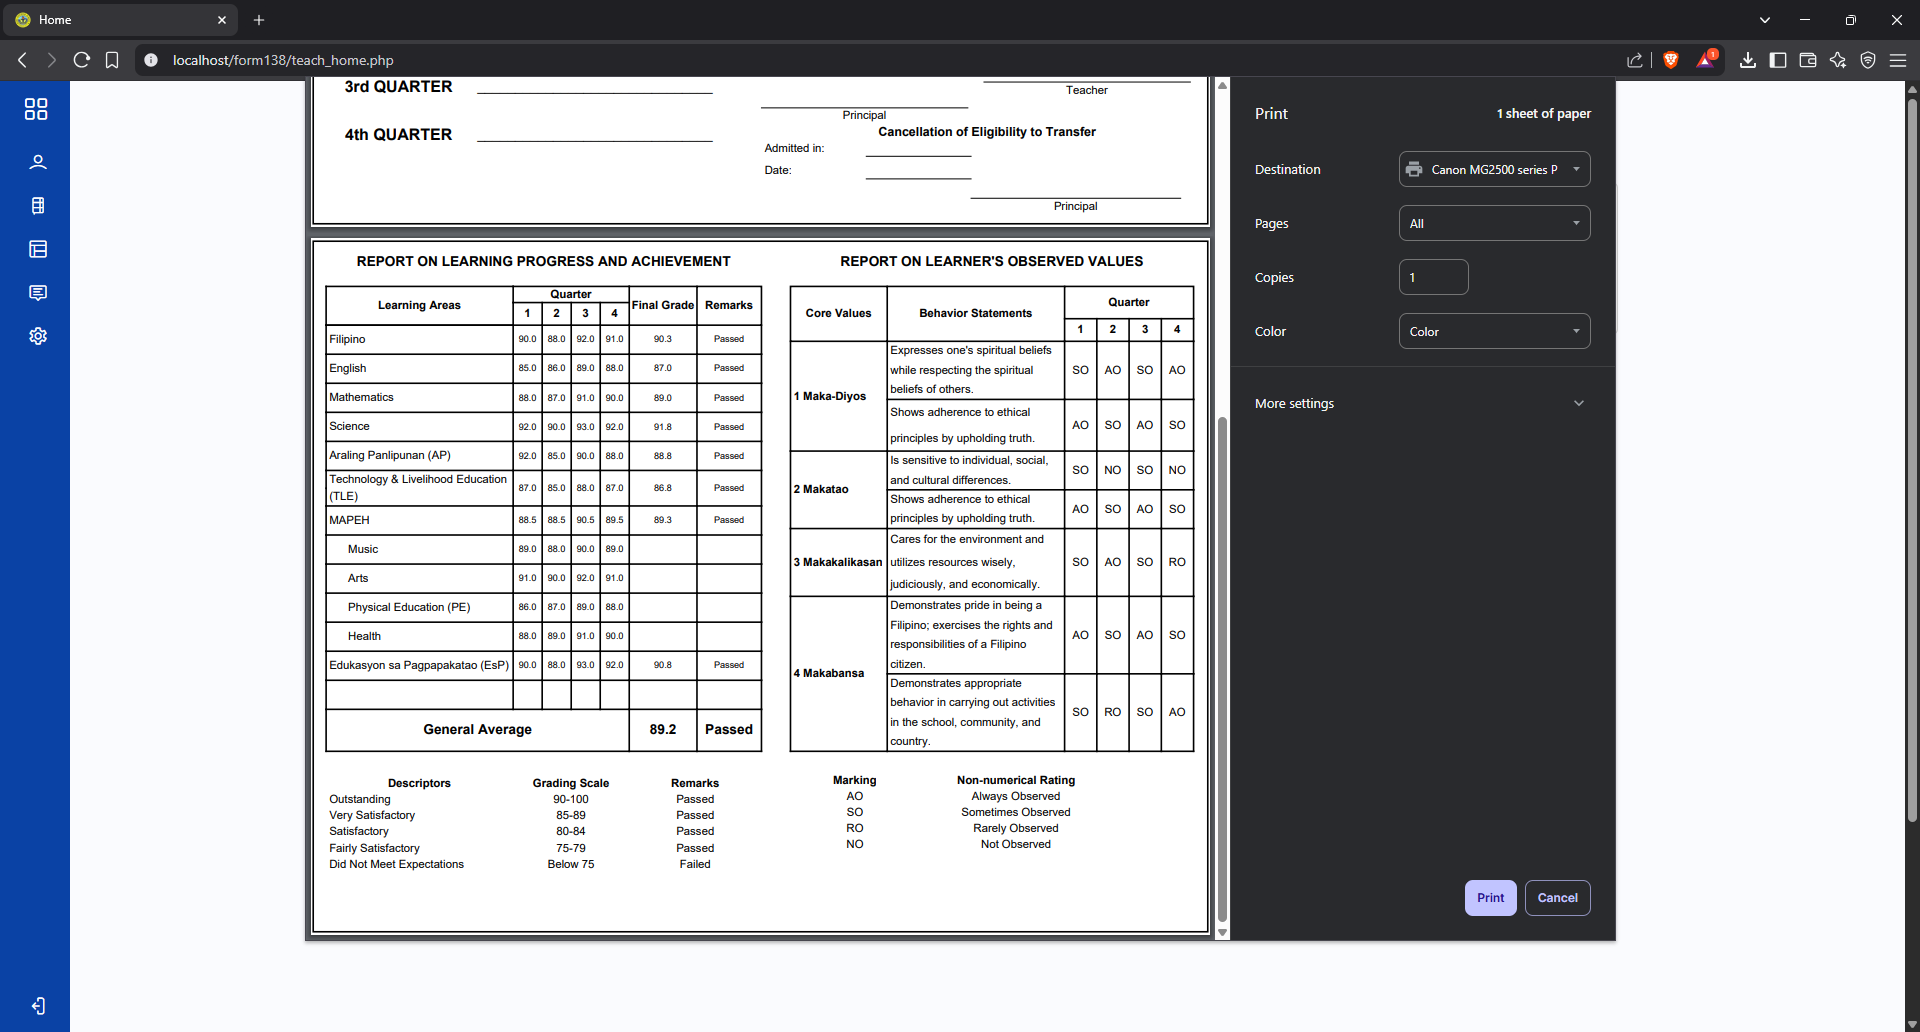 Home
localhost/form138/teach_home.php
1
3rd QUARTER
Teacher
Principal
4th QUARTER
Cancellation of Eligibility to Transfer
Admitted in:
Date:
Principal
REPORT ON LEARNING PROGRESS AND ACHIEVEMENT
Learning Areas Quarter Final Grade Remarks
1 2 3 4
Filipino 90.0 88.0 92.0 91.0 90.3 Passed
English 85.0 86.0 89.0 88.0 87.0 Passed
Mathematics 88.0 87.0 91.0 90.0 89.0 Passed
Science 92.0 90.0 93.0 92.0 91.8 Passed
Araling Panlipunan (AP) 92.0 85.0 90.0 88.0 88.8 Passed
Technology & Livelihood Education
(TLE) 87.0 85.0 88.0 87.0 86.8 Passed
MAPEH 88.5 88.5 90.5 89.5 89.3 Passed
Music 89.0 88.0 90.0 89.0
Arts 91.0 90.0 92.0 91.0
Physical Education (PE) 86.0 87.0 89.0 88.0
Health 88.0 89.0 91.0 90.0
Edukasyon sa Pagpapakatao (EsP) 90.0 88.0 93.0 92.0 90.8 Passed
General Average 89.2 Passed
Descriptors Grading Scale Remarks
Outstanding 90-100 Passed
Very Satisfactory 85-89 Passed
Satisfactory 80-84 Passed
Fairly Satisfactory 75-79 Passed
Did Not Meet Expectations Below 75 Failed
REPORT ON LEARNER'S OBSERVED VALUES
Core Values Behavior Statements Quarter
1 2 3 4
1 Maka-Diyos
Expresses one's spiritual beliefs
while respecting the spiritual SO AO SO AO
beliefs of others.
Shows adherence to ethical
principles by upholding truth. AO SO AO SO
2 Makatao
Is sensitive to individual, social,
and cultural differences. SO NO SO NO
Shows adherence to ethical
principles by upholding truth. AO SO AO SO
3 Makakalikasan
Cares for the environment and
utilizes resources wisely, SO AO SO RO
judiciously, and economically.
4 Makabansa
Demonstrates pride in being a
Filipino; exercises the rights and
responsibilities of a Filipino AO SO AO SO
citizen.
Demonstrates appropriate
behavior in carrying out activities
in the school, community, and SO RO SO AO
country.
Marking Non-numerical Rating
AO Always Observed
SO Sometimes Observed
RO Rarely Observed
NO Not Observed
Print 1 sheet of paper
Destination Canon MG2500 series P
Pages All
Copies 1
Color Color
More settings
Print Cancel